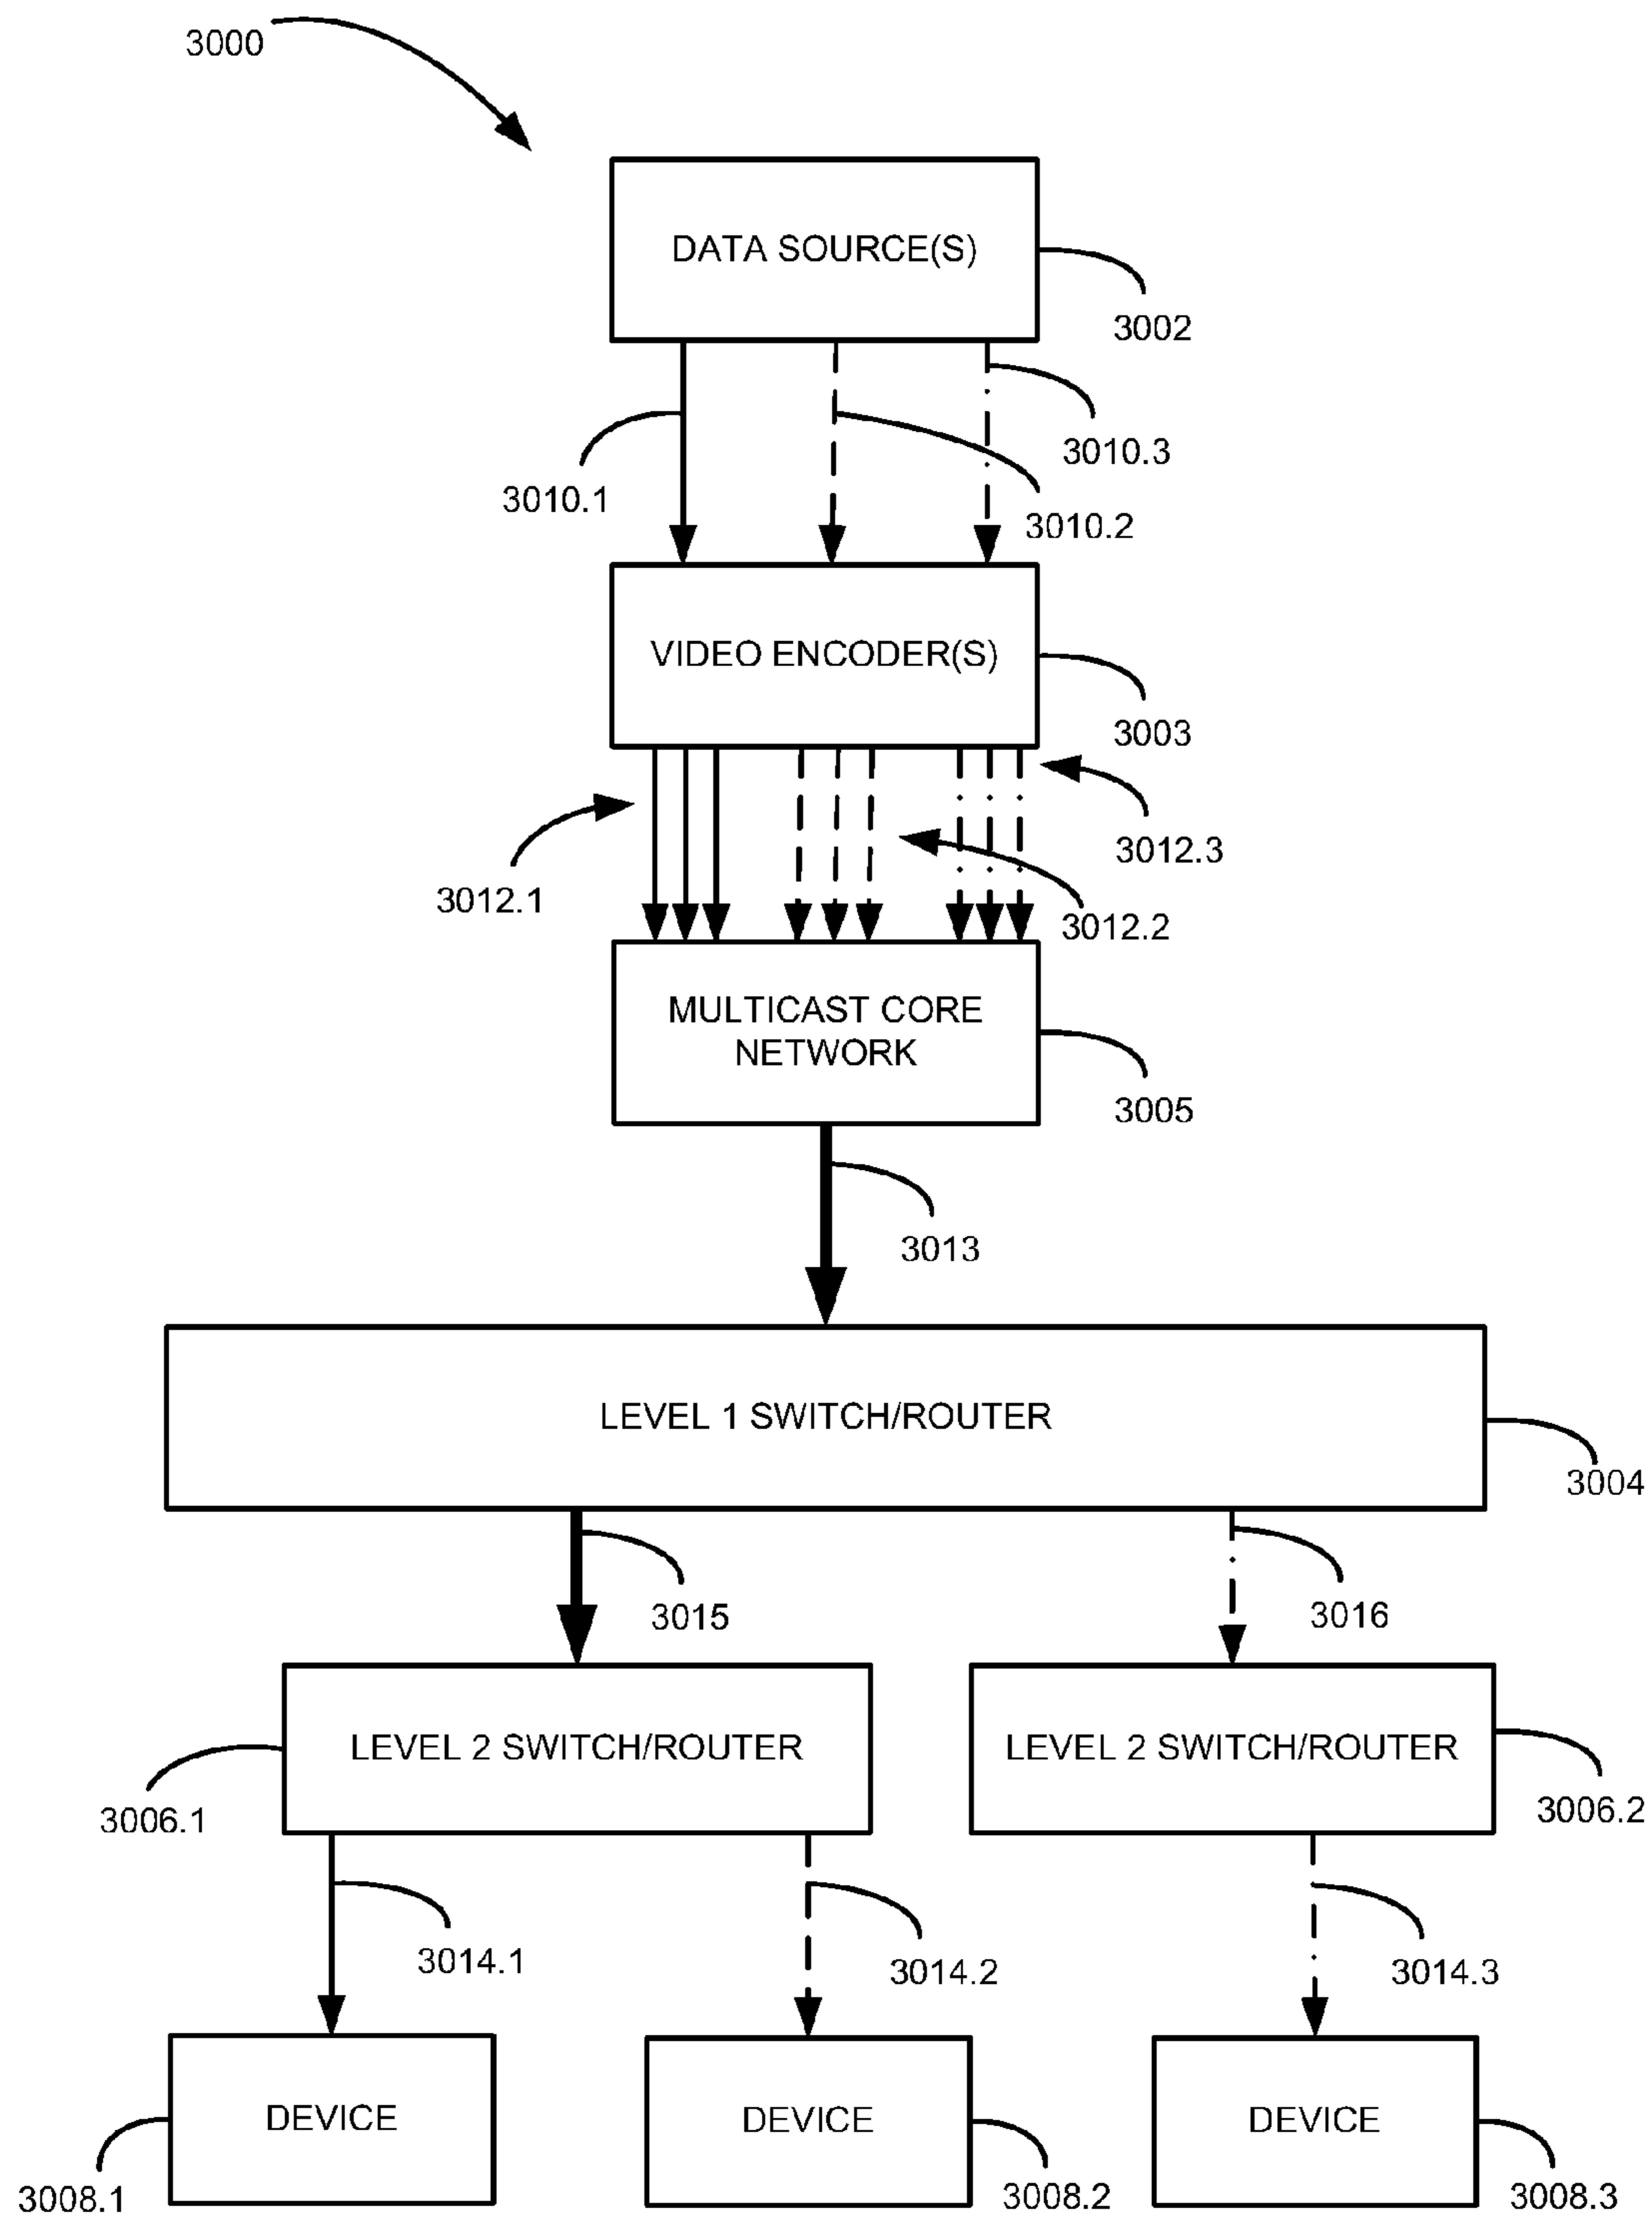 3000
DATA SOURCE(S)
3002
3010.3
3010.1
3010.2
VIDEO ENCODER(S)
3003
3012.3
3012.1
3012.2
MULTICAST CORE
NETWORK
3005
3013
LEVEL 1 SWITCH/ROUTER
3004
3015
3016
LEVEL 2 SWITCH/ROUTER
LEVEL 2 SWITCH/ROUTER
3006.1
3006.2
3014.1
3014.2
3014.3
DEVICE
DEVICE
DEVICE
3008.1
3008.2
3008.3